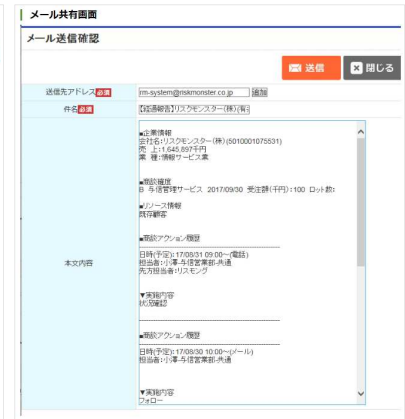 メール共有画面
メール送信確認
送信
閉じる
送信先アドレス必須
rm-system@riskmonster.co.jp
追加
件名必須
【経過報告】リスクモンスター(株)(有:
本文内容
■企業情報
会社名:リスクモンスター(株)(5010001075531)
売 上:1,645,897千円
業 種:情報サービス業
■商談確度
B 与信管理サービス 2017/09/30 受注額(千円):100 ロット数:
■リソース情報
既存顧客
■商談アクション履歴
日時(予定):17/08/31 09:00~(電話)
担当者:小澤-与信営業部-共通
先方担当者:リスモング
▼実施内容
状況確認
■商談アクション履歴
日時(予定):17/08/30 10:00~(メール)
担当者:小澤-与信営業部-共通
▼実施内容
フォロー